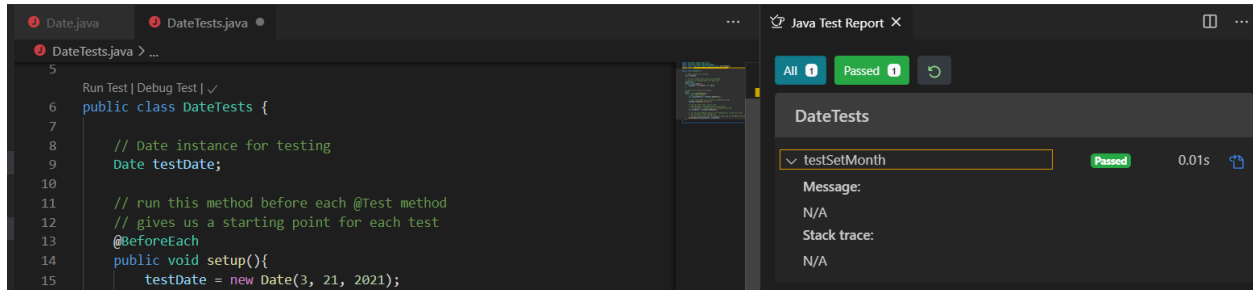 Date.java
DateTests.java
DateTests.java > ...
5
Run Test | Debug Test | ✓
6 public class DateTests {
7
8 // Date instance for testing
9 Date testDate;
10
11 // run this method before each @Test method
12 // gives us a starting point for each test
13 @BeforeEach
14 public void setup(){
15 testDate = new Date(3, 21, 2021);
Java Test Report
All 1 Passed 1
DateTests
testSetMonth Passed 0.01s
Message:
N/A
Stack trace:
N/A